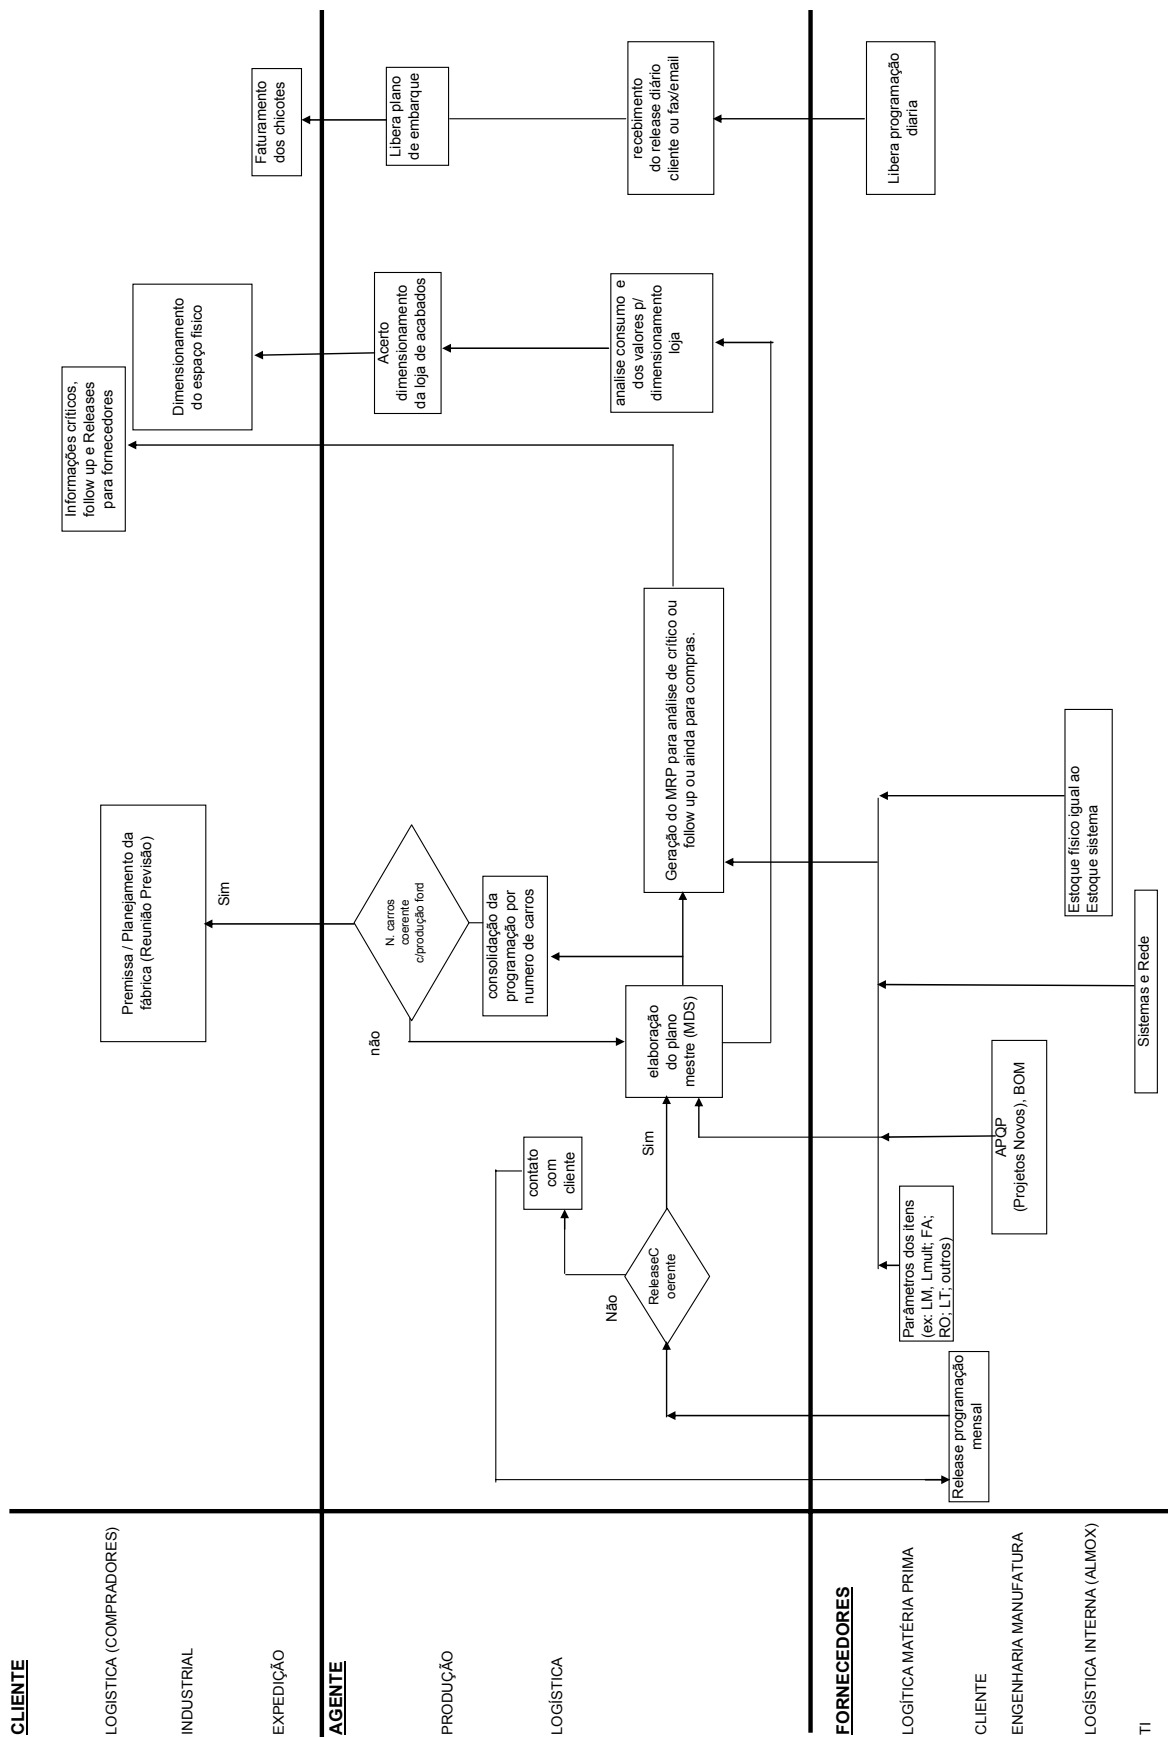 CLIENTE
LOGISTICA (COMPRADORES)
INDUSTRIAL
EXPEDIÇÃO
Premissa / Planejamento da
fábrica (Reunião Previsão)
Sim
Informações críticos,
follow up e Releases
para fornecedores
Dimensionamento
do espaço físico
Faturamento
dos chicotes
AGENTE
PRODUÇÃO
LOGÍSTICA
não
N. carros
coerente
c/produção ford
consolidação da
programação por
numero de carros
Acerto
dimensionamento
da loja de acabados
Libera plano
de embarque
contato
com
cliente
Não
ReleaseC
oerente
Sim
elaboração
do plano
mestre (MDS)
Geração do MRP para análise de crítico ou
follow up ou ainda para compras.
analise consumo e
dos valores p/
dimensionamento
loja
recebimento
do release diário
cliente ou fax/email
FORNECEDORES
LOGÍTICA MATÉRIA PRIMA
CLIENTE
ENGENHARIA MANUFATURA
LOGÍSTICA INTERNA (ALMOX)
TI
Release programação
mensal
Parâmetros dos itens
(ex: LM, Lmult; FA;
RO; LT; outros)
APQP
(Projetos Novos), BOM
Sistemas e Rede
Estoque físico igual ao
Estoque sistema
Libera programação
diaria